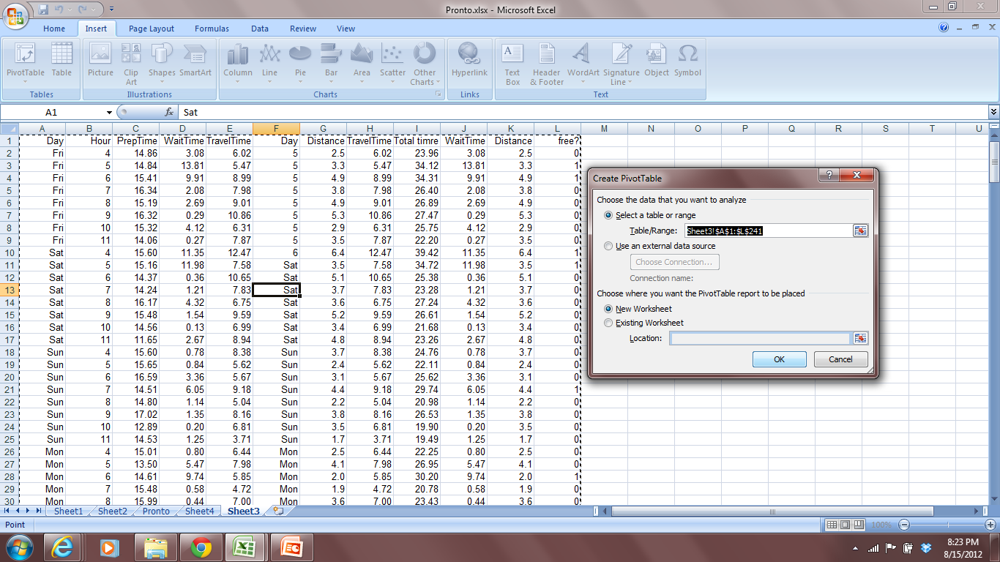 Pronto.xlsx - Microsoft Excel
Home Insert Page Layout Formulas Data Review View
PivotTable Table Picture Clip Art Shapes SmartArt Column Line Pie Bar Area Scatter Other Charts Hyperlink Text Box Header & Footer WordArt Signature Line Object Symbol
Tables Illustrations Charts Links Text
A1 fx Sat
A B C D E F G H I J K L M N O P Q R S T U
1 Day Hour PrepTime WaitTime TravelTime Day Distance TravelTime Total timre WaitTime Distance free?
2 Fri 4 14.86 3.08 6.02 5 2.5 6.02 23.96 3.08 2.5 0
3 Fri 5 14.84 13.81 5.47 5 3.3 5.47 34.12 13.81 3.3 1
4 Fri 6 15.41 9.91 8.99 5 4.9 8.99 34.31 9.91 4.9 1
5 Fri 7 16.34 2.08 7.98 5 3.8 7.98 26.40 2.08 3.8 0
6 Fri 8 15.19 2.69 9.01 5 4.9 9.01 26.89 2.69 4.9 0
7 Fri 9 16.32 0.29 10.86 5 5.3 10.86 27.47 0.29 5.3 0
8 Fri 10 15.32 4.12 6.31 5 2.9 6.31 25.75 4.12 2.9 0
9 Fri 11 14.06 0.27 7.87 5 3.5 7.87 22.20 0.27 3.5 0
10 Sat 4 15.60 11.35 12.47 6 6.4 12.47 39.42 11.35 6.4 1
11 Sat 5 15.16 11.98 7.58 Sat 3.5 7.58 34.72 11.98 3.5 1
12 Sat 6 14.37 0.36 10.65 Sat 5.1 10.65 25.38 0.36 5.1 0
13 Sat 7 14.24 1.21 7.83 Sat 3.7 7.83 23.28 1.21 3.7 0
14 Sat 8 16.17 4.32 6.75 Sat 3.6 6.75 27.24 4.32 3.6 0
15 Sat 9 15.48 1.54 9.59 Sat 5.2 9.59 26.61 1.54 5.2 0
16 Sat 10 14.56 0.13 6.99 Sat 3.4 6.99 21.68 0.13 3.4 0
17 Sat 11 11.65 2.67 8.94 Sat 4.8 8.94 23.26 2.67 4.8 0
18 Sun 4 15.60 0.78 8.38 Sun 3.7 8.38 24.76 0.78 3.7 0
19 Sun 5 15.65 0.84 5.62 Sun 2.4 5.62 22.11 0.84 2.4 0
20 Sun 6 16.59 3.36 5.67 Sun 3.1 5.67 25.62 3.36 3.1 0
21 Sun 7 14.51 6.05 9.18 Sun 4.4 9.18 29.74 6.05 4.4 1
22 Sun 8 14.80 1.14 5.04 Sun 2.2 5.04 20.98 1.14 2.2 0
23 Sun 9 17.02 1.35 8.16 Sun 3.8 8.16 26.53 1.35 3.8 0
24 Sun 10 12.89 0.20 6.81 Sun 3.5 6.81 19.90 0.20 3.5 0
25 Sun 11 14.53 1.25 3.71 Sun 1.7 3.71 19.49 1.25 1.7 0
26 Mon 4 15.01 0.80 6.44 Mon 2.5 6.44 22.25 0.80 2.5 0
27 Mon 5 13.50 5.47 7.98 Mon 4.1 7.98 26.95 5.47 4.1 0
28 Mon 6 14.61 9.74 5.85 Mon 2.0 5.85 30.20 9.74 2.0 1
29 Mon 7 15.48 0.58 4.72 Mon 1.9 4.72 20.78 0.58 1.9 0
30 Mon 8 15.99 0.44 7.00 Mon 3.6 7.00 23.43 0.44 3.6 0
Create PivotTable
Choose the data that you want to analyze
Select a table or range
Table/Range: Sheet3!$A$1:$L$241
Use an external data source
Choose Connection...
Connection name:
Choose where you want the PivotTable report to be placed
New Worksheet
Existing Worksheet
Location:
OK Cancel
Sheet1 Sheet2 Pronto Sheet4 Sheet3
Point 100%
8:23 PM
8/15/2012